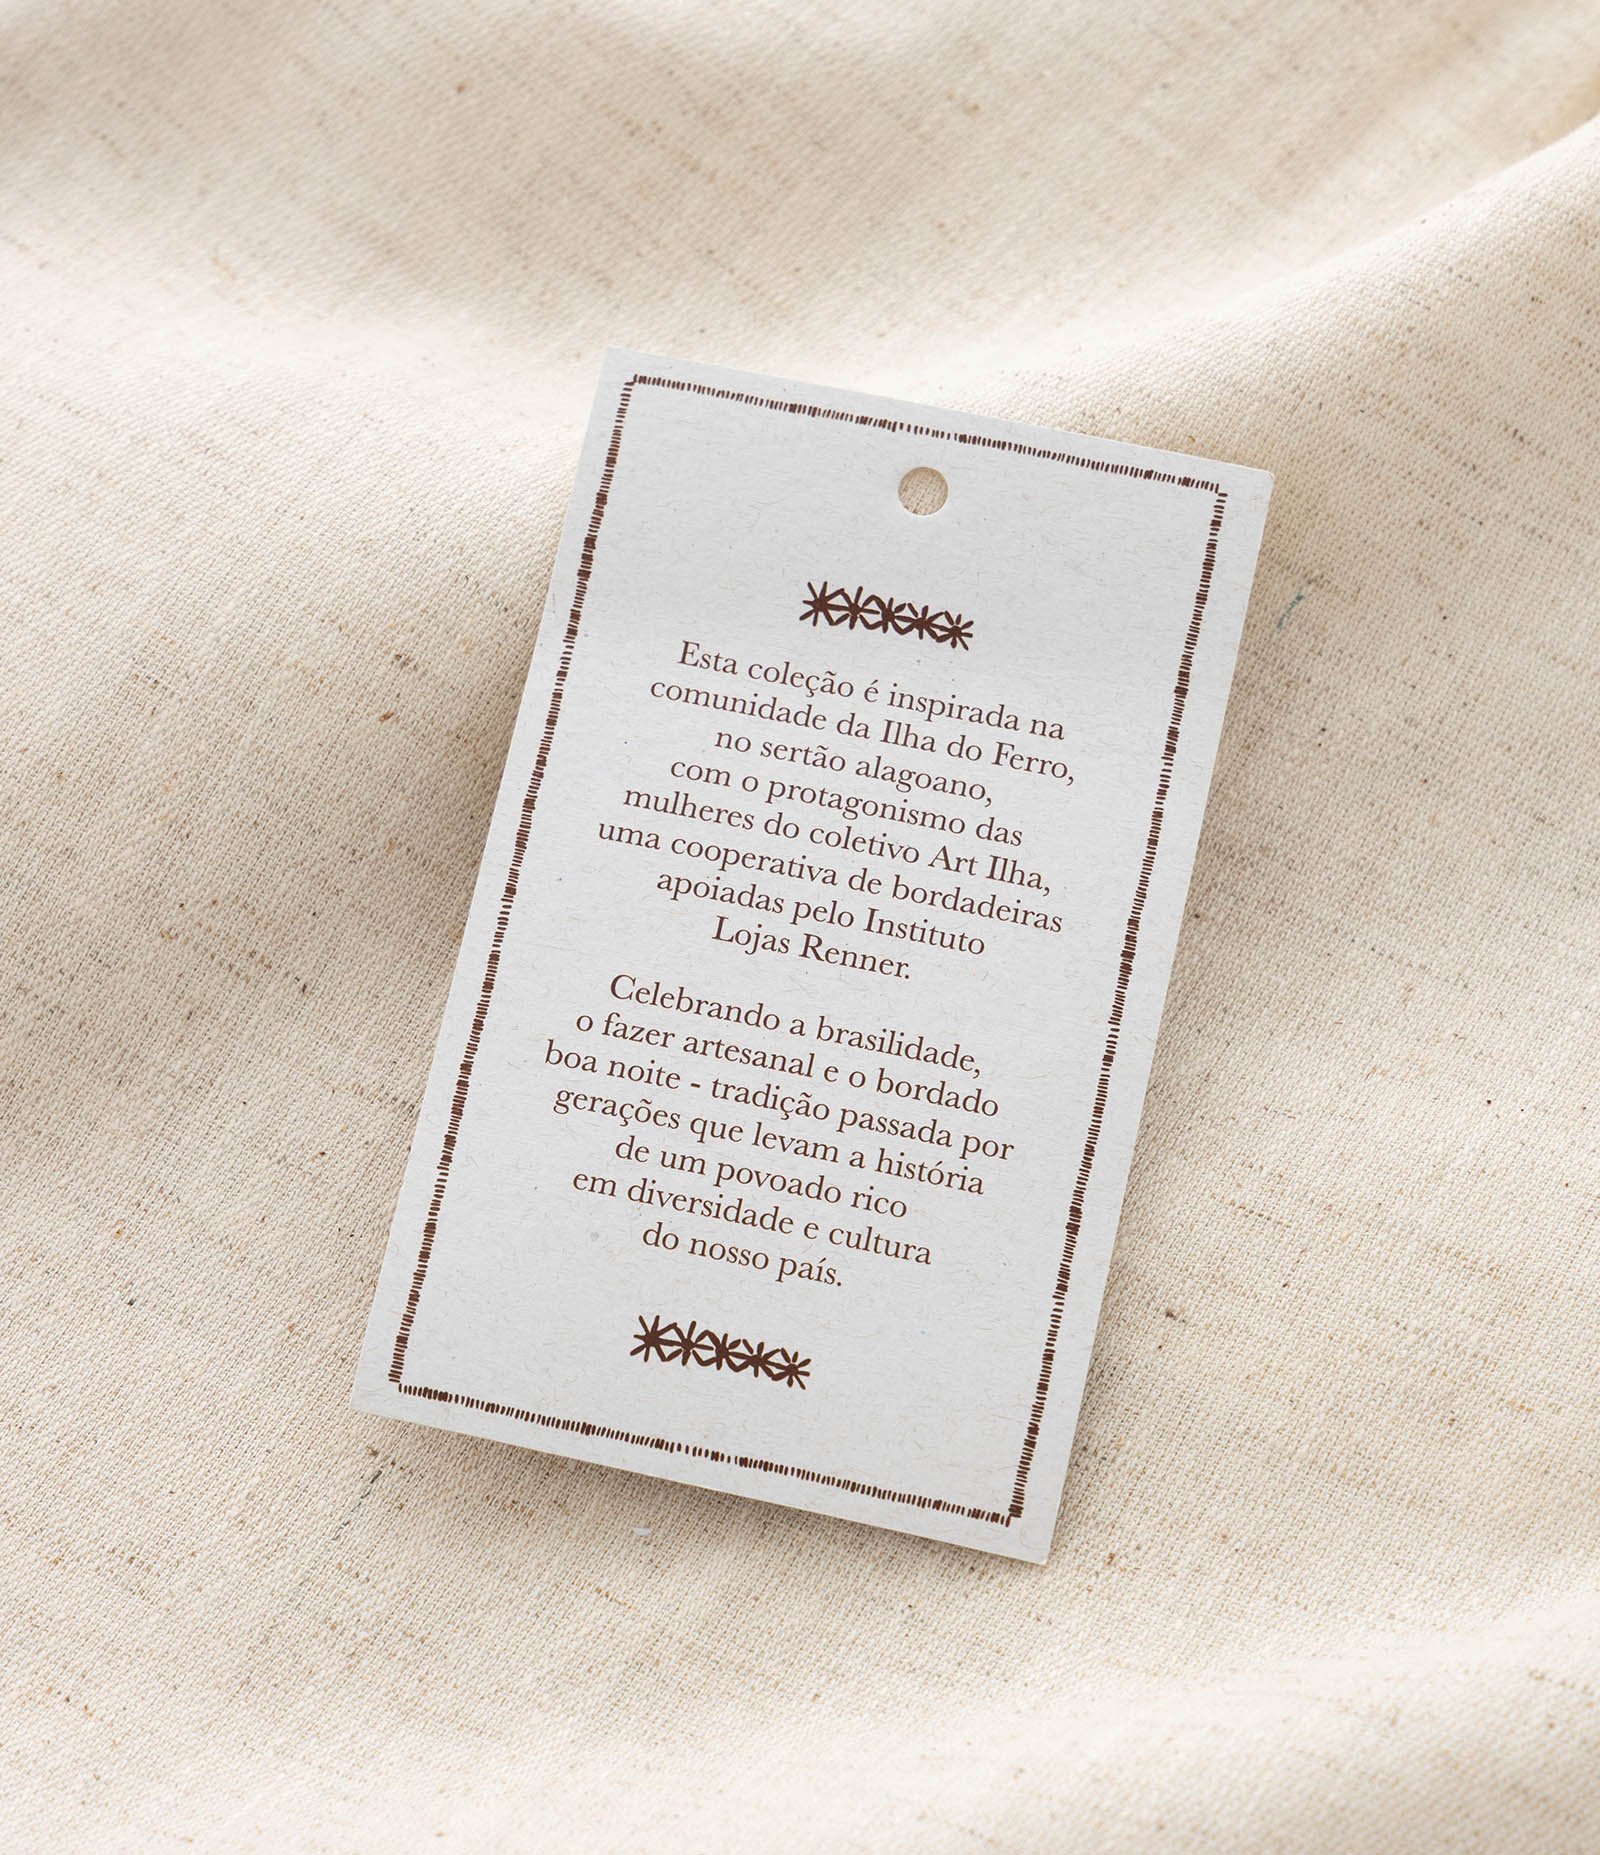 Esta coleção é inspirada na
comunidade da Ilha do Ferro,
no sertão alagoano,
com o protagonismo das
mulheres do coletivo Art Ilha,
uma cooperativa de bordadeiras
apoiadas pelo Instituto
Lojas Renner.
Celebrando a brasilidade,
o fazer artesanal e o bordado
boa noite - tradição passada por
gerações que levam a história
de um povoado rico
em diversidade e cultura
do nosso país.